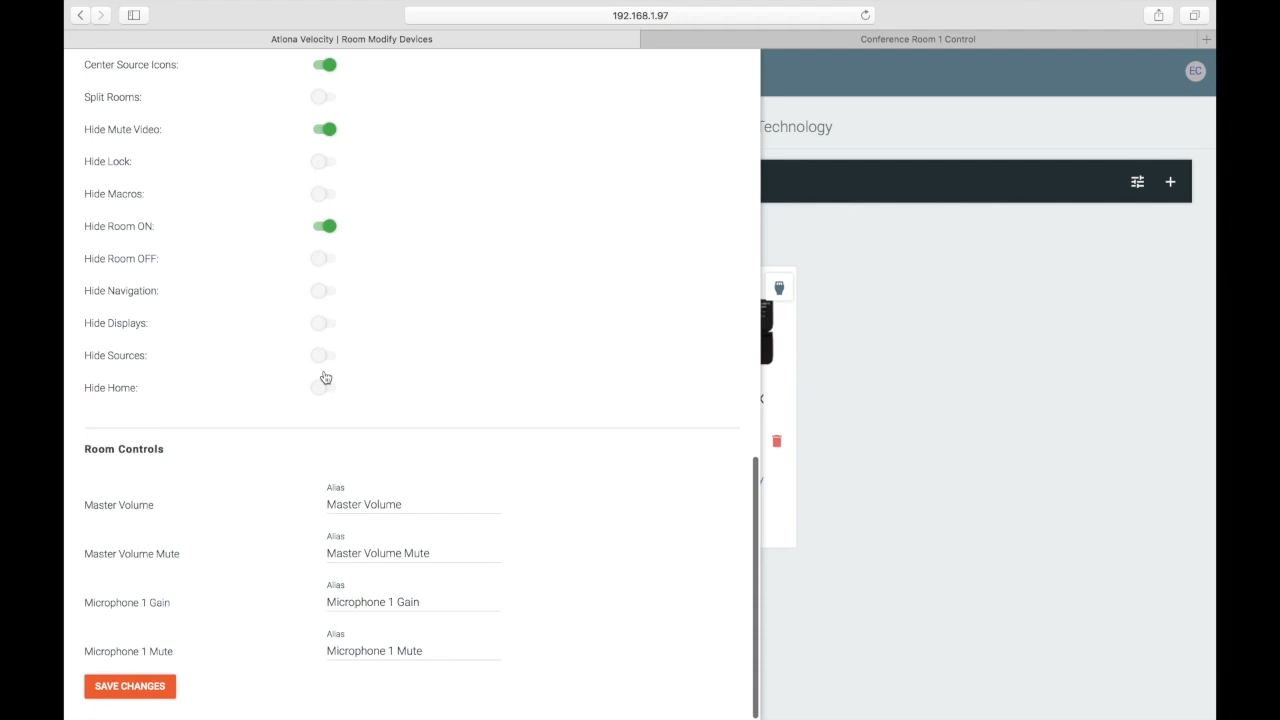 192.168.1.97
Atlona Velocity | Room Modify Devices
Conference Room 1 Control
Center Source Icons:
EC
Split Rooms:
Hide Mute Video:
Technology
Hide Lock:
Hide Macros:
Hide Room ON:
Hide Room OFF:
Hide Navigation:
Hide Displays:
Hide Sources:
Hide Home:
Room Controls
Alias
Master Volume
Master Volume
Alias
Master Volume Mute
Master Volume Mute
Alias
Microphone 1 Gain
Microphone 1 Gain
Alias
Microphone 1 Mute
Microphone 1 Mute
SAVE CHANGES